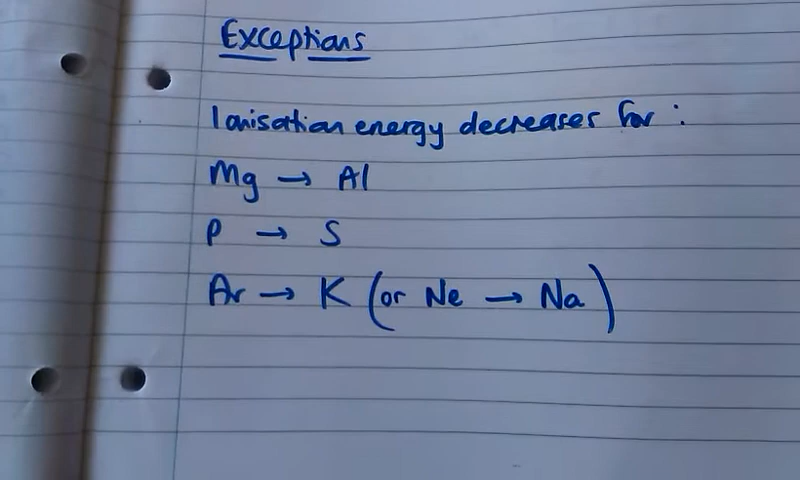 Exceptions
Ionisation energy decreases for :
Mg → Al
P → S
Ar → K (or Ne → Na)